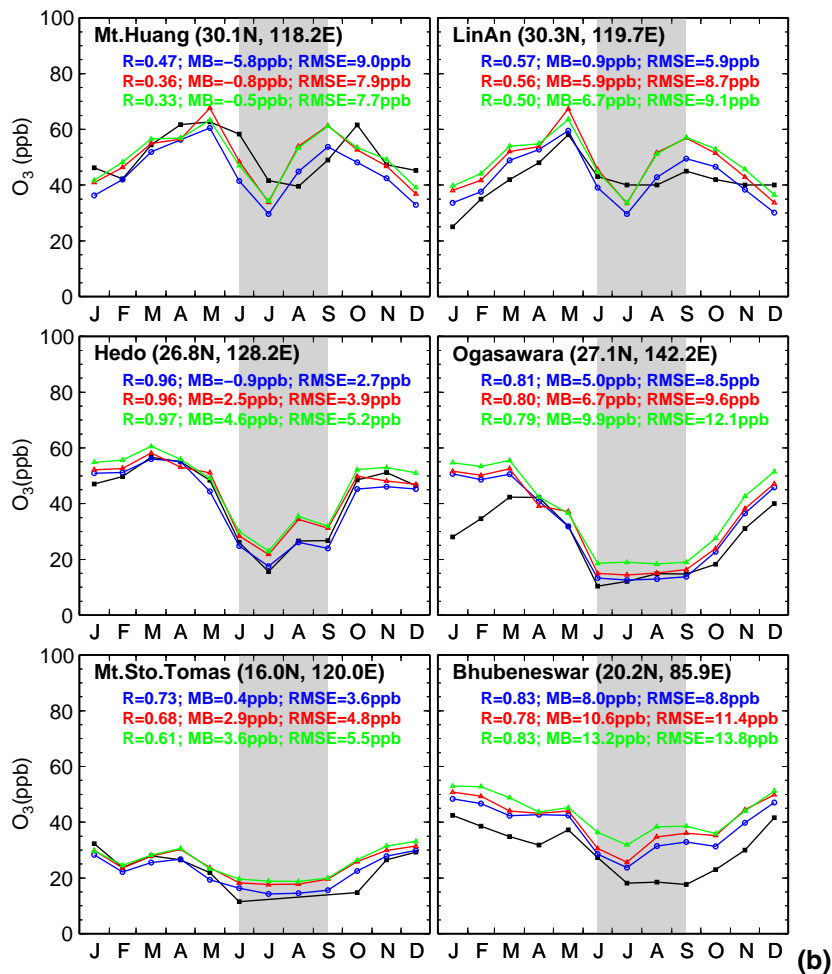 Mt.Huang (30.1N, 118.2E)
R=0.47; MB=−5.8ppb; RMSE=9.0ppb
R=0.36; MB=−0.8ppb; RMSE=7.9ppb
R=0.33; MB=−0.5ppb; RMSE=7.7ppb
O3 (ppb)
100
80
60
40
20
0
J F M A M J J A S O N D
LinAn (30.3N, 119.7E)
R=0.57; MB=0.9ppb; RMSE=5.9ppb
R=0.56; MB=5.9ppb; RMSE=8.7ppb
R=0.50; MB=6.7ppb; RMSE=9.1ppb
J F M A M J J A S O N D
Hedo (26.8N, 128.2E)
R=0.96; MB=−0.9ppb; RMSE=2.7ppb
R=0.96; MB=2.5ppb; RMSE=3.9ppb
R=0.97; MB=4.6ppb; RMSE=5.2ppb
O3 (ppb)
100
80
60
40
20
0
J F M A M J J A S O N D
Ogasawara (27.1N, 142.2E)
R=0.81; MB=5.0ppb; RMSE=8.5ppb
R=0.80; MB=6.7ppb; RMSE=9.6ppb
R=0.79; MB=9.9ppb; RMSE=12.1ppb
J F M A M J J A S O N D
Mt.Sto.Tomas (16.0N, 120.0E)
R=0.73; MB=0.4ppb; RMSE=3.6ppb
R=0.68; MB=2.9ppb; RMSE=4.8ppb
R=0.61; MB=3.6ppb; RMSE=5.5ppb
O3(ppb)
100
80
60
40
20
0
J F M A M J J A S O N D
Bhubeneswar (20.2N, 85.9E)
R=0.83; MB=8.0ppb; RMSE=8.8ppb
R=0.78; MB=10.6ppb; RMSE=11.4ppb
R=0.83; MB=13.2ppb; RMSE=13.8ppb
J F M A M J J A S O N D
(b)